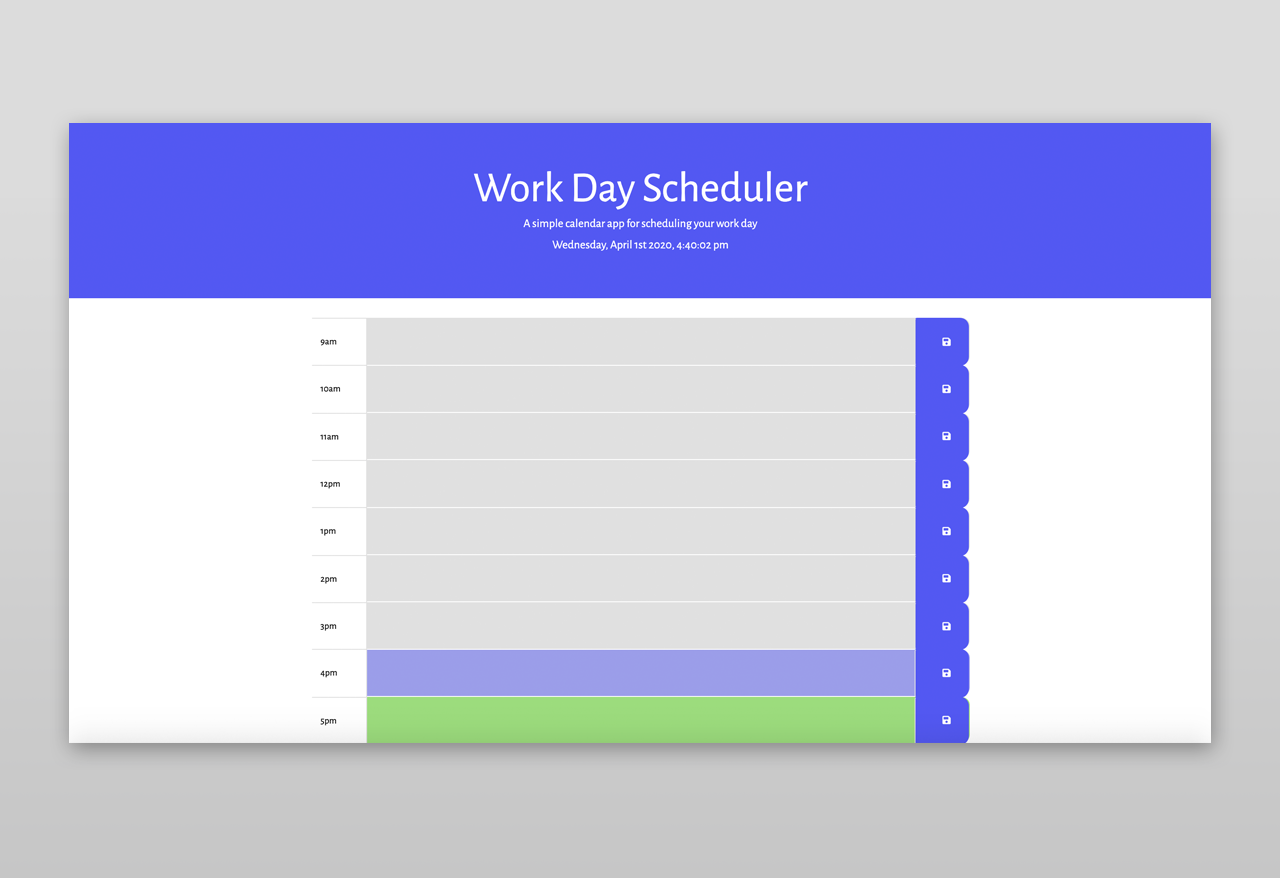 Work Day Scheduler
A simple calendar app for scheduling your work day
Wednesday, April 1st 2020, 4:40:02 pm
9am
10am
11am
12pm
1pm
2pm
3pm
4pm
5pm